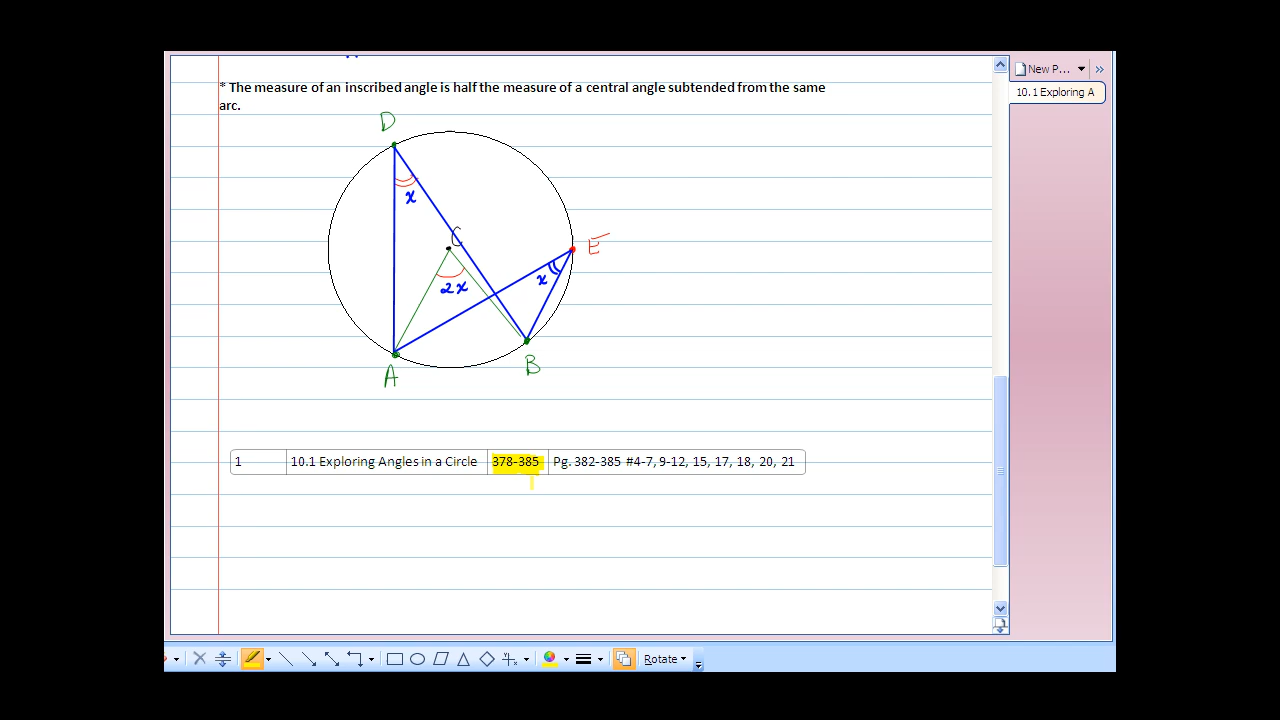 New P...
10.1 Exploring A
* The measure of an inscribed angle is half the measure of a central angle subtended from the same
arc.
D
x
C
E
2x
x
A
B
1 10.1 Exploring Angles in a Circle 378-385 Pg. 382-385 #4-7, 9-12, 15, 17, 18, 20, 21
Rotate